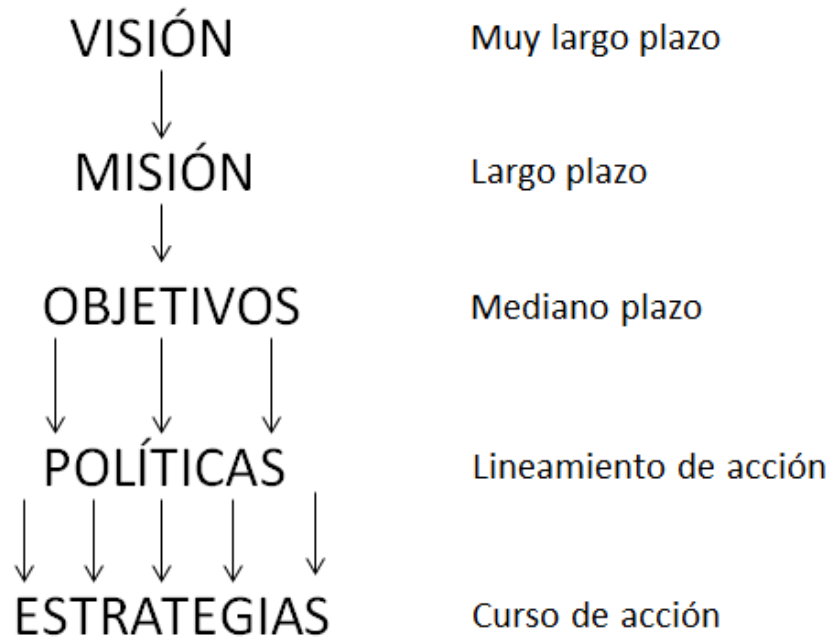 VISIÓN Muy largo plazo
MISIÓN Largo plazo
OBJETIVOS Mediano plazo
POLÍTICAS Lineamiento de acción
ESTRATEGIAS Curso de acción